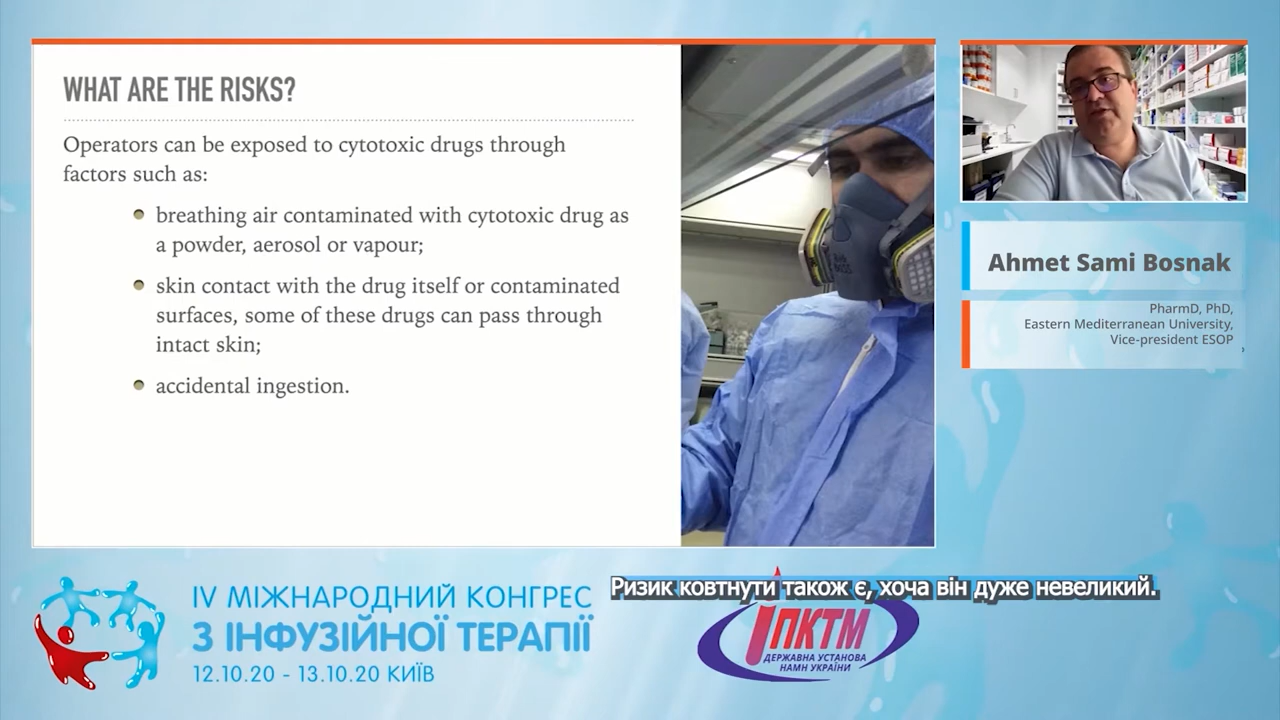 WHAT ARE THE RISKS?
Operators can be exposed to cytotoxic drugs through
factors such as:
breathing air contaminated with cytotoxic drug as
a powder, aerosol or vapour;
skin contact with the drug itself or contaminated
surfaces, some of these drugs can pass through
intact skin;
accidental ingestion.
Ahmet Sami Bosnak
PharmD, PhD,
Eastern Mediterranean University,
Vice-president ESOP
Ризик ковтнути також є, хоча він дуже невеликий.
IV МІЖНАРОДНИЙ КОНГРЕС
З ІНФУЗІЙНОЇ ТЕРАПІЇ
12.10.20 - 13.10.20 КИЇВ
ІПКТМ
ДЕРЖАВНА УСТАНОВА
НАМН УКРАЇНИ